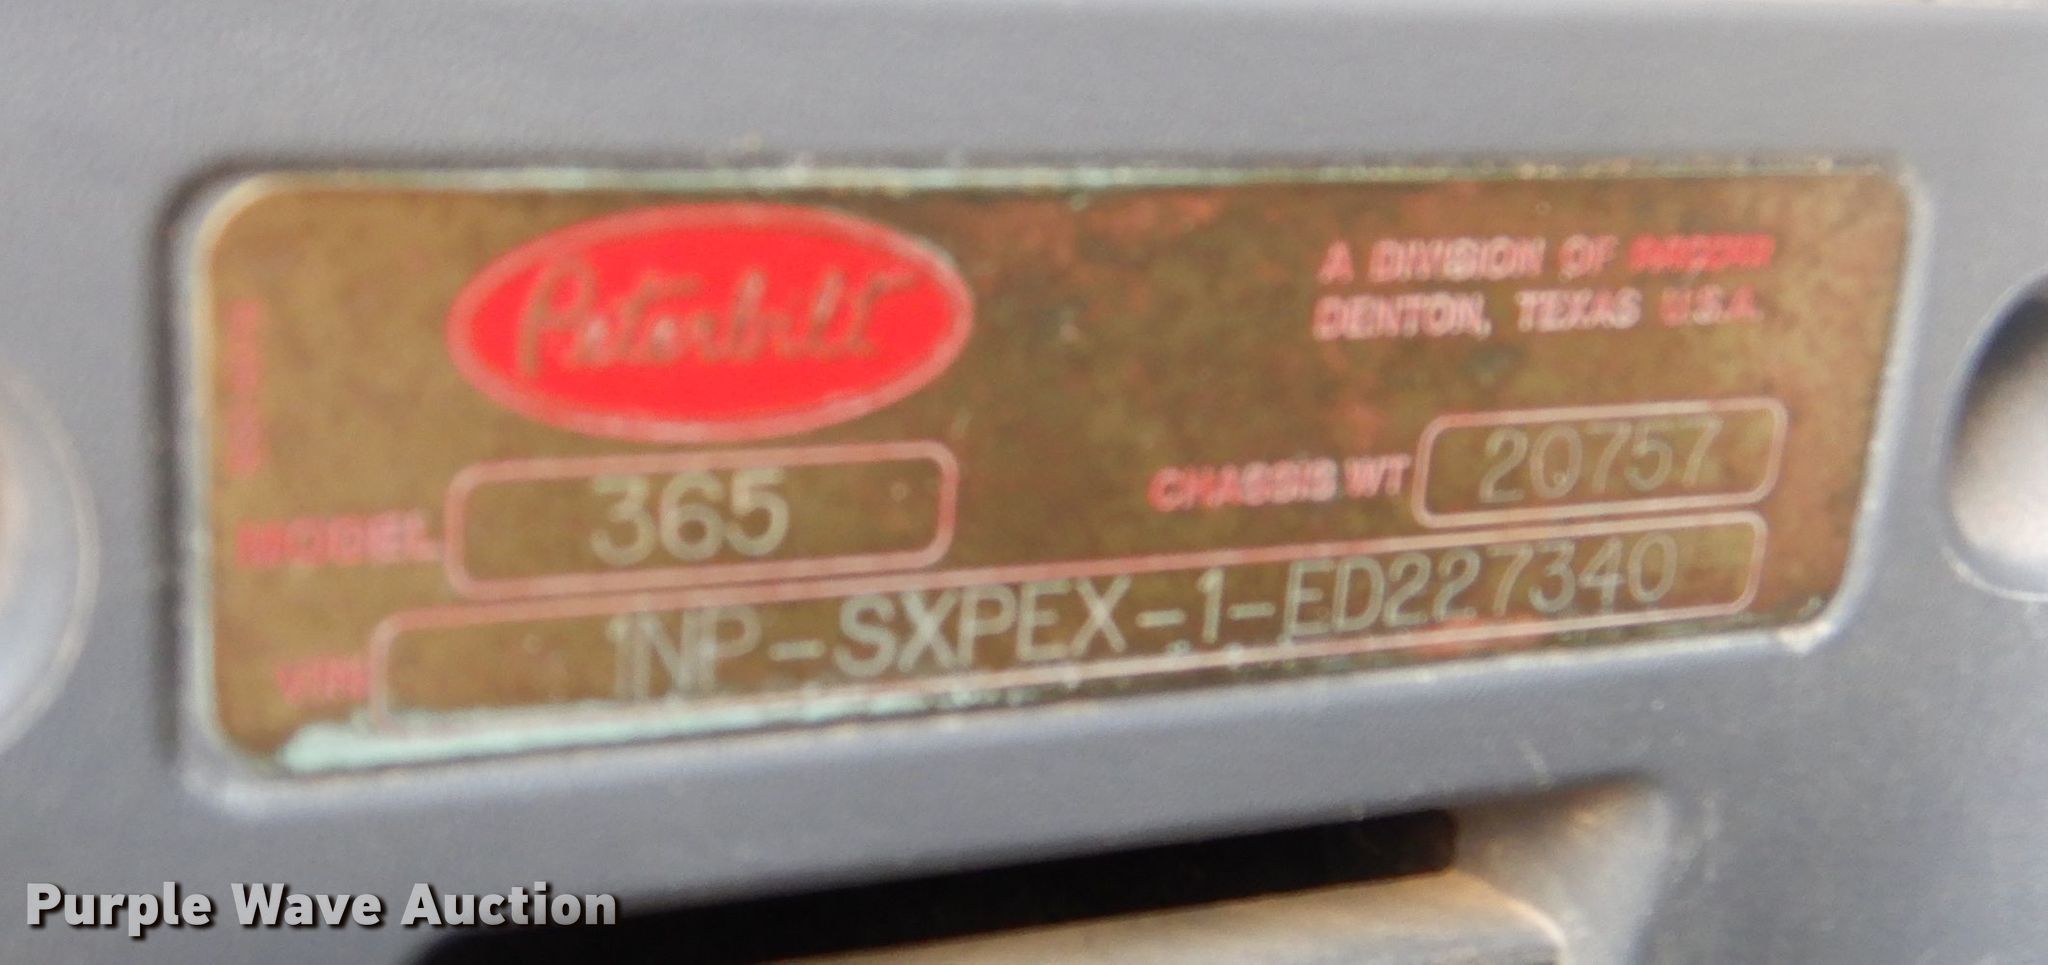 Peterbilt
A DIVISION OF PACCAR
DENTON, TEXAS U.S.A.
MODEL 365
CHASSIS WT 20757
VIN 1NP-SXPEX-1-ED227340
Purple Wave Auction